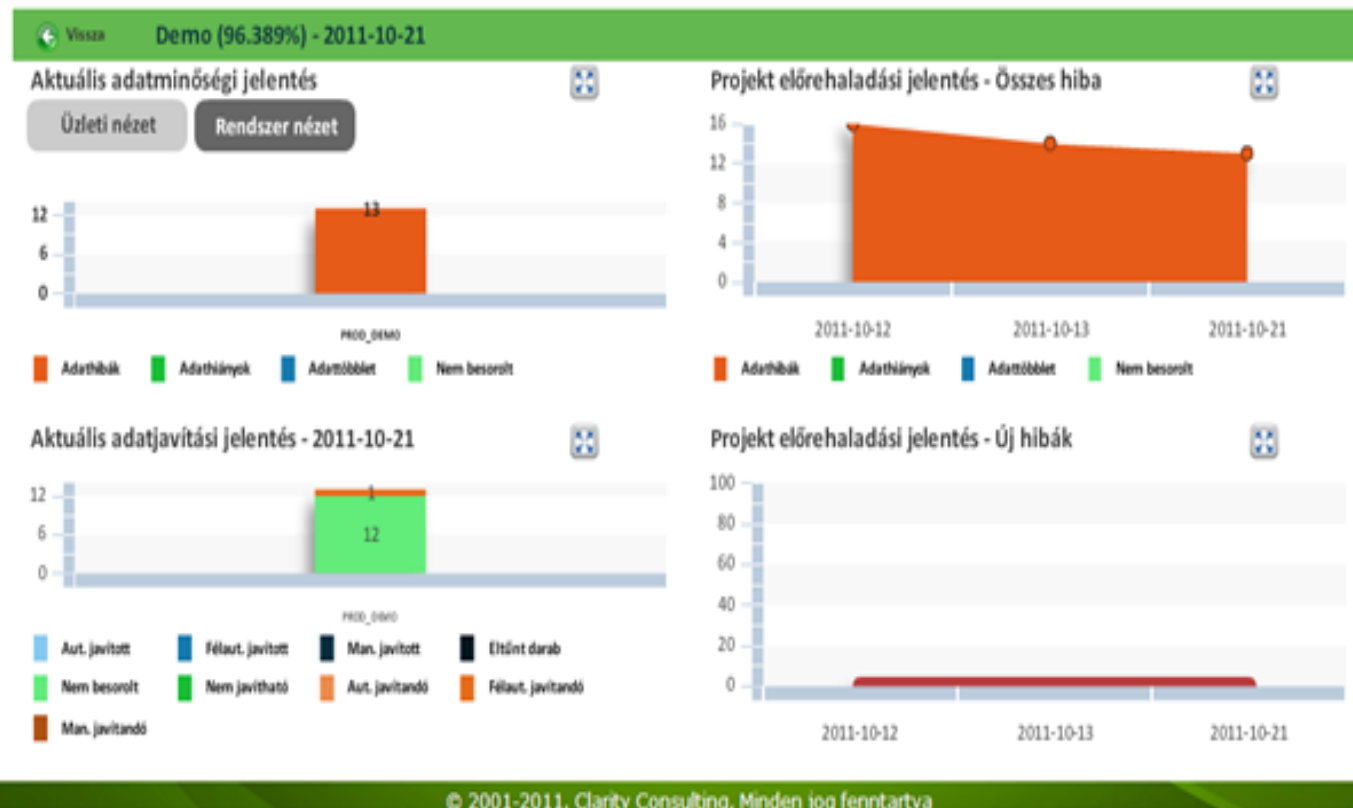 Vissza Demo (96.389%) - 2011-10-21
Aktuális adatminőségi jelentés
Üzleti nézet Rendszer nézet
12
6
0
13
PROD_DEMO
Adathibák Adathiányok Adattöbblet Nem besorolt
Projekt előrehaladási jelentés - Összes hiba
16
12
8
4
0
2011-10-12 2011-10-13 2011-10-21
Adathibák Adathiányok Adattöbblet Nem besorolt
Aktuális adatjavítási jelentés - 2011-10-21
12
6
0
1
12
PROD_DEMO
Aut. javított Félaut. javított Man. javított Eltűnt darab
Nem besorolt Nem javítható Aut. javítandó Félaut. javítandó
Man. javítandó
Projekt előrehaladási jelentés - Új hibák
100
80
60
40
20
0
2011-10-12 2011-10-13 2011-10-21
© 2001-2011, Clarity Consulting, Minden jog fenntartva